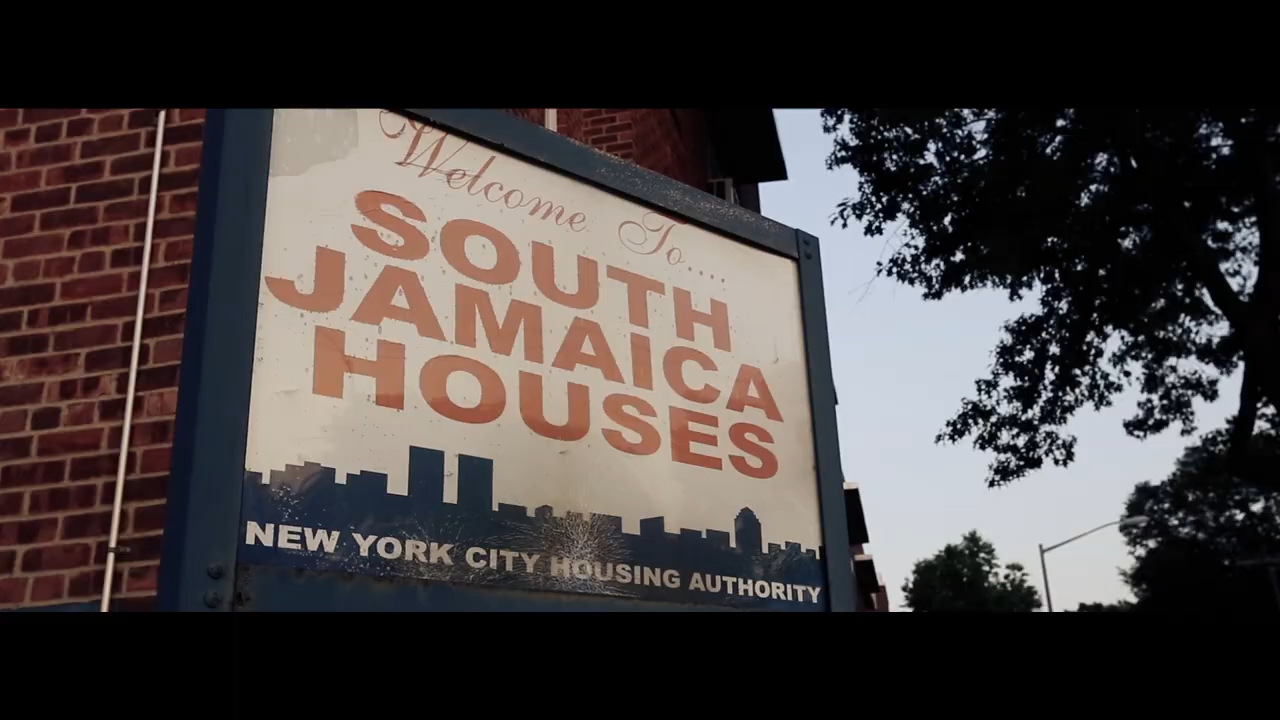 Welcome To....
SOUTH
JAMAICA
HOUSES
NEW YORK CITY HOUSING AUTHORITY